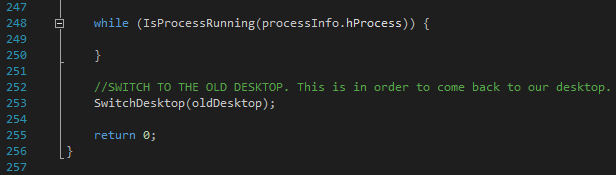 247
248 while (IsProcessRunning(processInfo.hProcess)) {
249
250 }
251
252 //SWITCH TO THE OLD DESKTOP. This is in order to come back to our desktop.
253 SwitchDesktop(oldDesktop);
254
255 return 0;
256 }
257